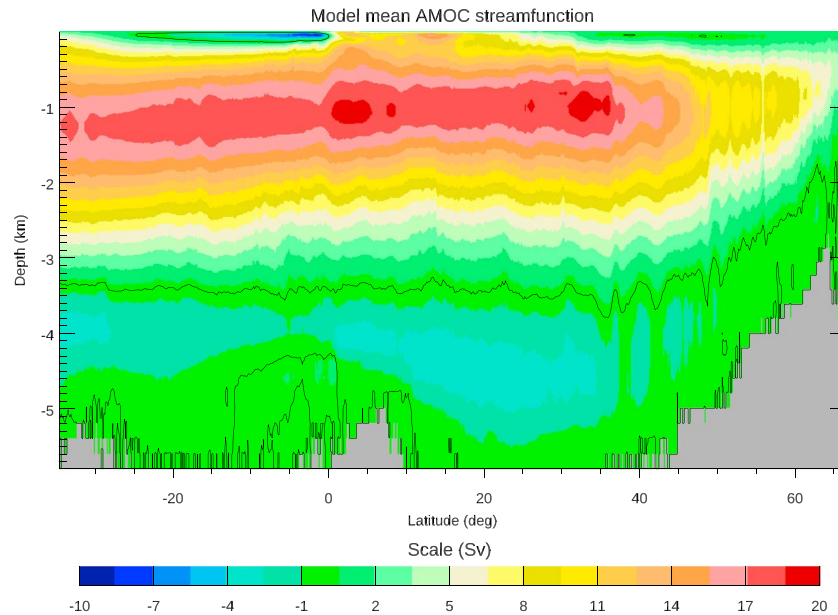 Model mean AMOC streamfunction
Depth (km)
-1
-2
-3
-4
-5
-20 0 20 40 60
Latitude (deg)
Scale (Sv)
-10 -7 -4 -1 2 5 8 11 14 17 20